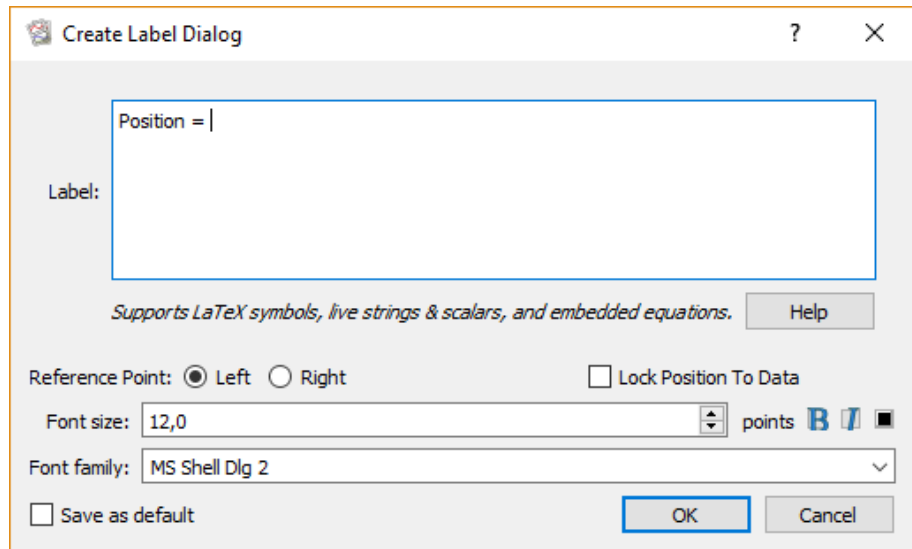 Create Label Dialog ?
Position =
Label:
Supports LaTeX symbols, live strings & scalars, and embedded equations. Help
Reference Point: Left Right Lock Position To Data
Font size: 12,0 points B I
Font family: MS Shell Dlg 2
Save as default OK Cancel